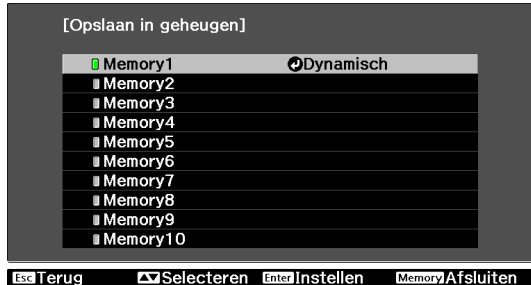 [Opslaan in geheugen]
Memory1 Dynamisch
Memory2
Memory3
Memory4
Memory5
Memory6
Memory7
Memory8
Memory9
Memory10
Esc Terug Selecteren Enter Instellen Memory Afsluiten